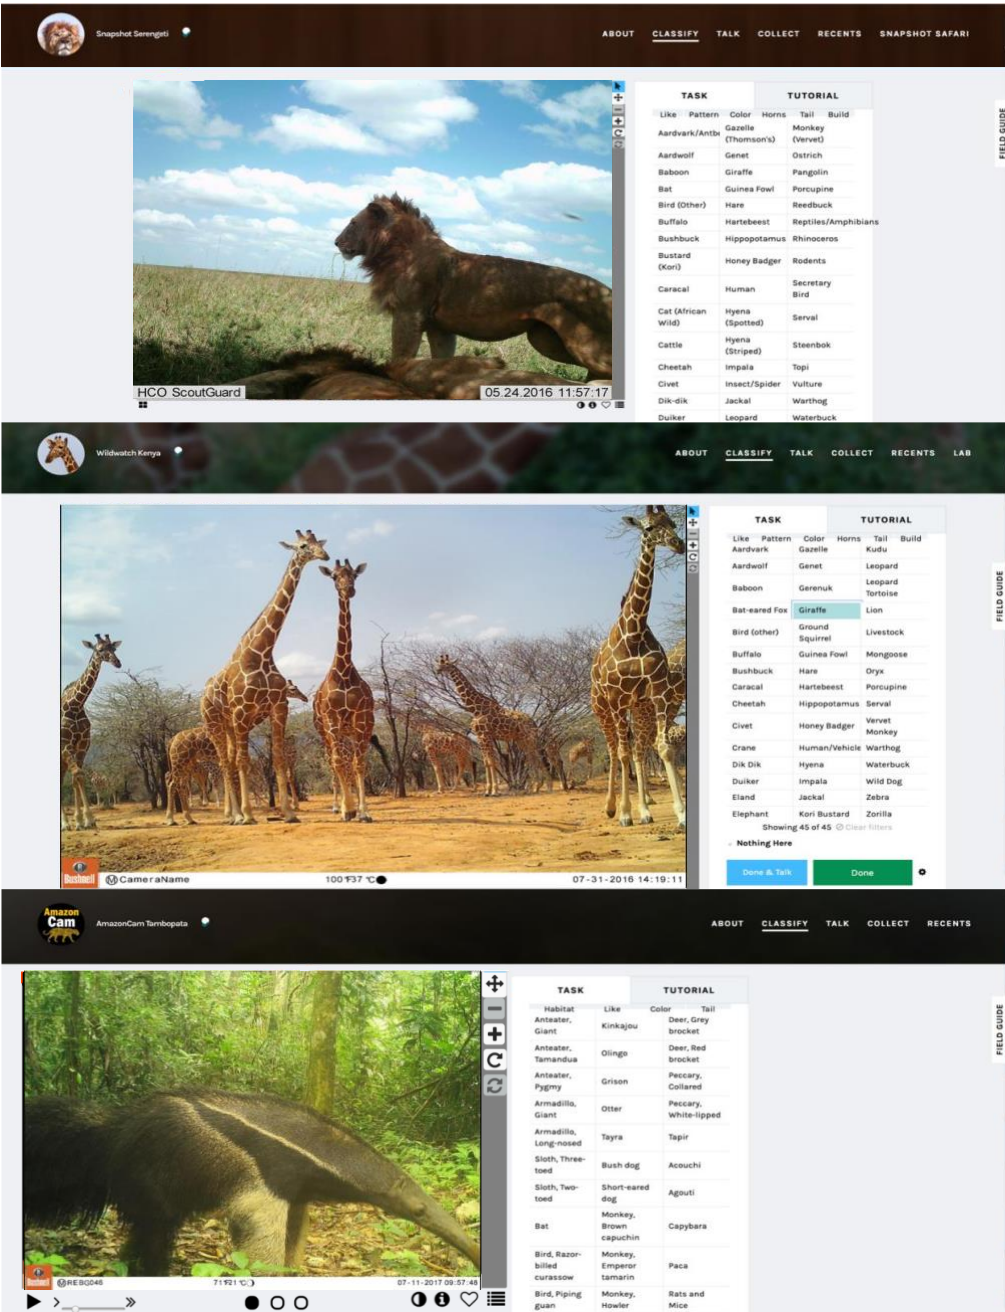 Snapshot Serengeti
ABOUT CLASSIFY TALK COLLECT RECENTS SNAPSHOT SAFARI
TASK TUTORIAL
Like Pattern Color Horns Tail Build
Aardvark/Antbe Gazelle (Thomson's) Monkey (Vervet)
Aardwolf Genet Ostrich
Baboon Giraffe Pangolin
Bat Guinea Fowl Porcupine
Bird (Other) Hare Reedbuck
Buffalo Hartebeest Reptiles/Amphibians
Bushbuck Hippopotamus Rhinoceros
Bustard (Kori) Honey Badger Rodents
Caracal Human Secretary Bird
Cat (African Wild) Hyena (Spotted) Serval
Cattle Hyena (Striped) Steenbok
Cheetah Impala Topi
Civet Insect/Spider Vulture
Dik-dik Jackal Warthog
Duiker Leopard Waterbuck
FIELD GUIDE
HCO ScoutGuard 05.24.2016 11:57:17
Wildwatch Kenya
ABOUT CLASSIFY TALK COLLECT RECENTS LAB
TASK TUTORIAL
Like Pattern Color Horns Tail Build
Aardvark Gazelle Kudu
Aardwolf Genet Leopard
Baboon Gerenuk Leopard Tortoise
Bat-eared Fox Giraffe Lion
Bird (other) Ground Squirrel Livestock
Buffalo Guinea Fowl Mongoose
Bushbuck Hare Oryx
Caracal Hartebeest Porcupine
Cheetah Hippopotamus Serval
Civet Honey Badger Vervet Monkey
Crane Human/Vehicle Warthog
Dik Dik Hyena Waterbuck
Duiker Impala Wild Dog
Eland Jackal Zebra
Elephant Kori Bustard Zorilla
Showing 45 of 45 Clear filters
Nothing Here
Done & Talk Done
FIELD GUIDE
Bushnell M CameraName 100°F37°C 07-31-2016 14:19:11
Amazon Cam
AmazonCam Tambopata
ABOUT CLASSIFY TALK COLLECT RECENTS
TASK TUTORIAL
Habitat Like Color Tail
Anteater, Giant Kinkajou Deer, Grey brocket
Anteater, Tamandua Olingo Deer, Red brocket
Anteater, Pygmy Grison Peccary, Collared
Armadillo, Giant Otter Peccary, White-lipped
Armadillo, Long-nosed Tayra Tapir
Sloth, Three-toed Bush dog Acouchi
Sloth, Two-toed Short-eared dog Agouti
Bat Monkey, Brown capuchin Capybara
Bird, Razor-billed curassow Monkey, Emperor tamarin Paca
Bird, Piping guan Monkey, Howler Rats and Mice
FIELD GUIDE
Bushnell M REBG046 71°F21°C 07-11-2017 09:57:48